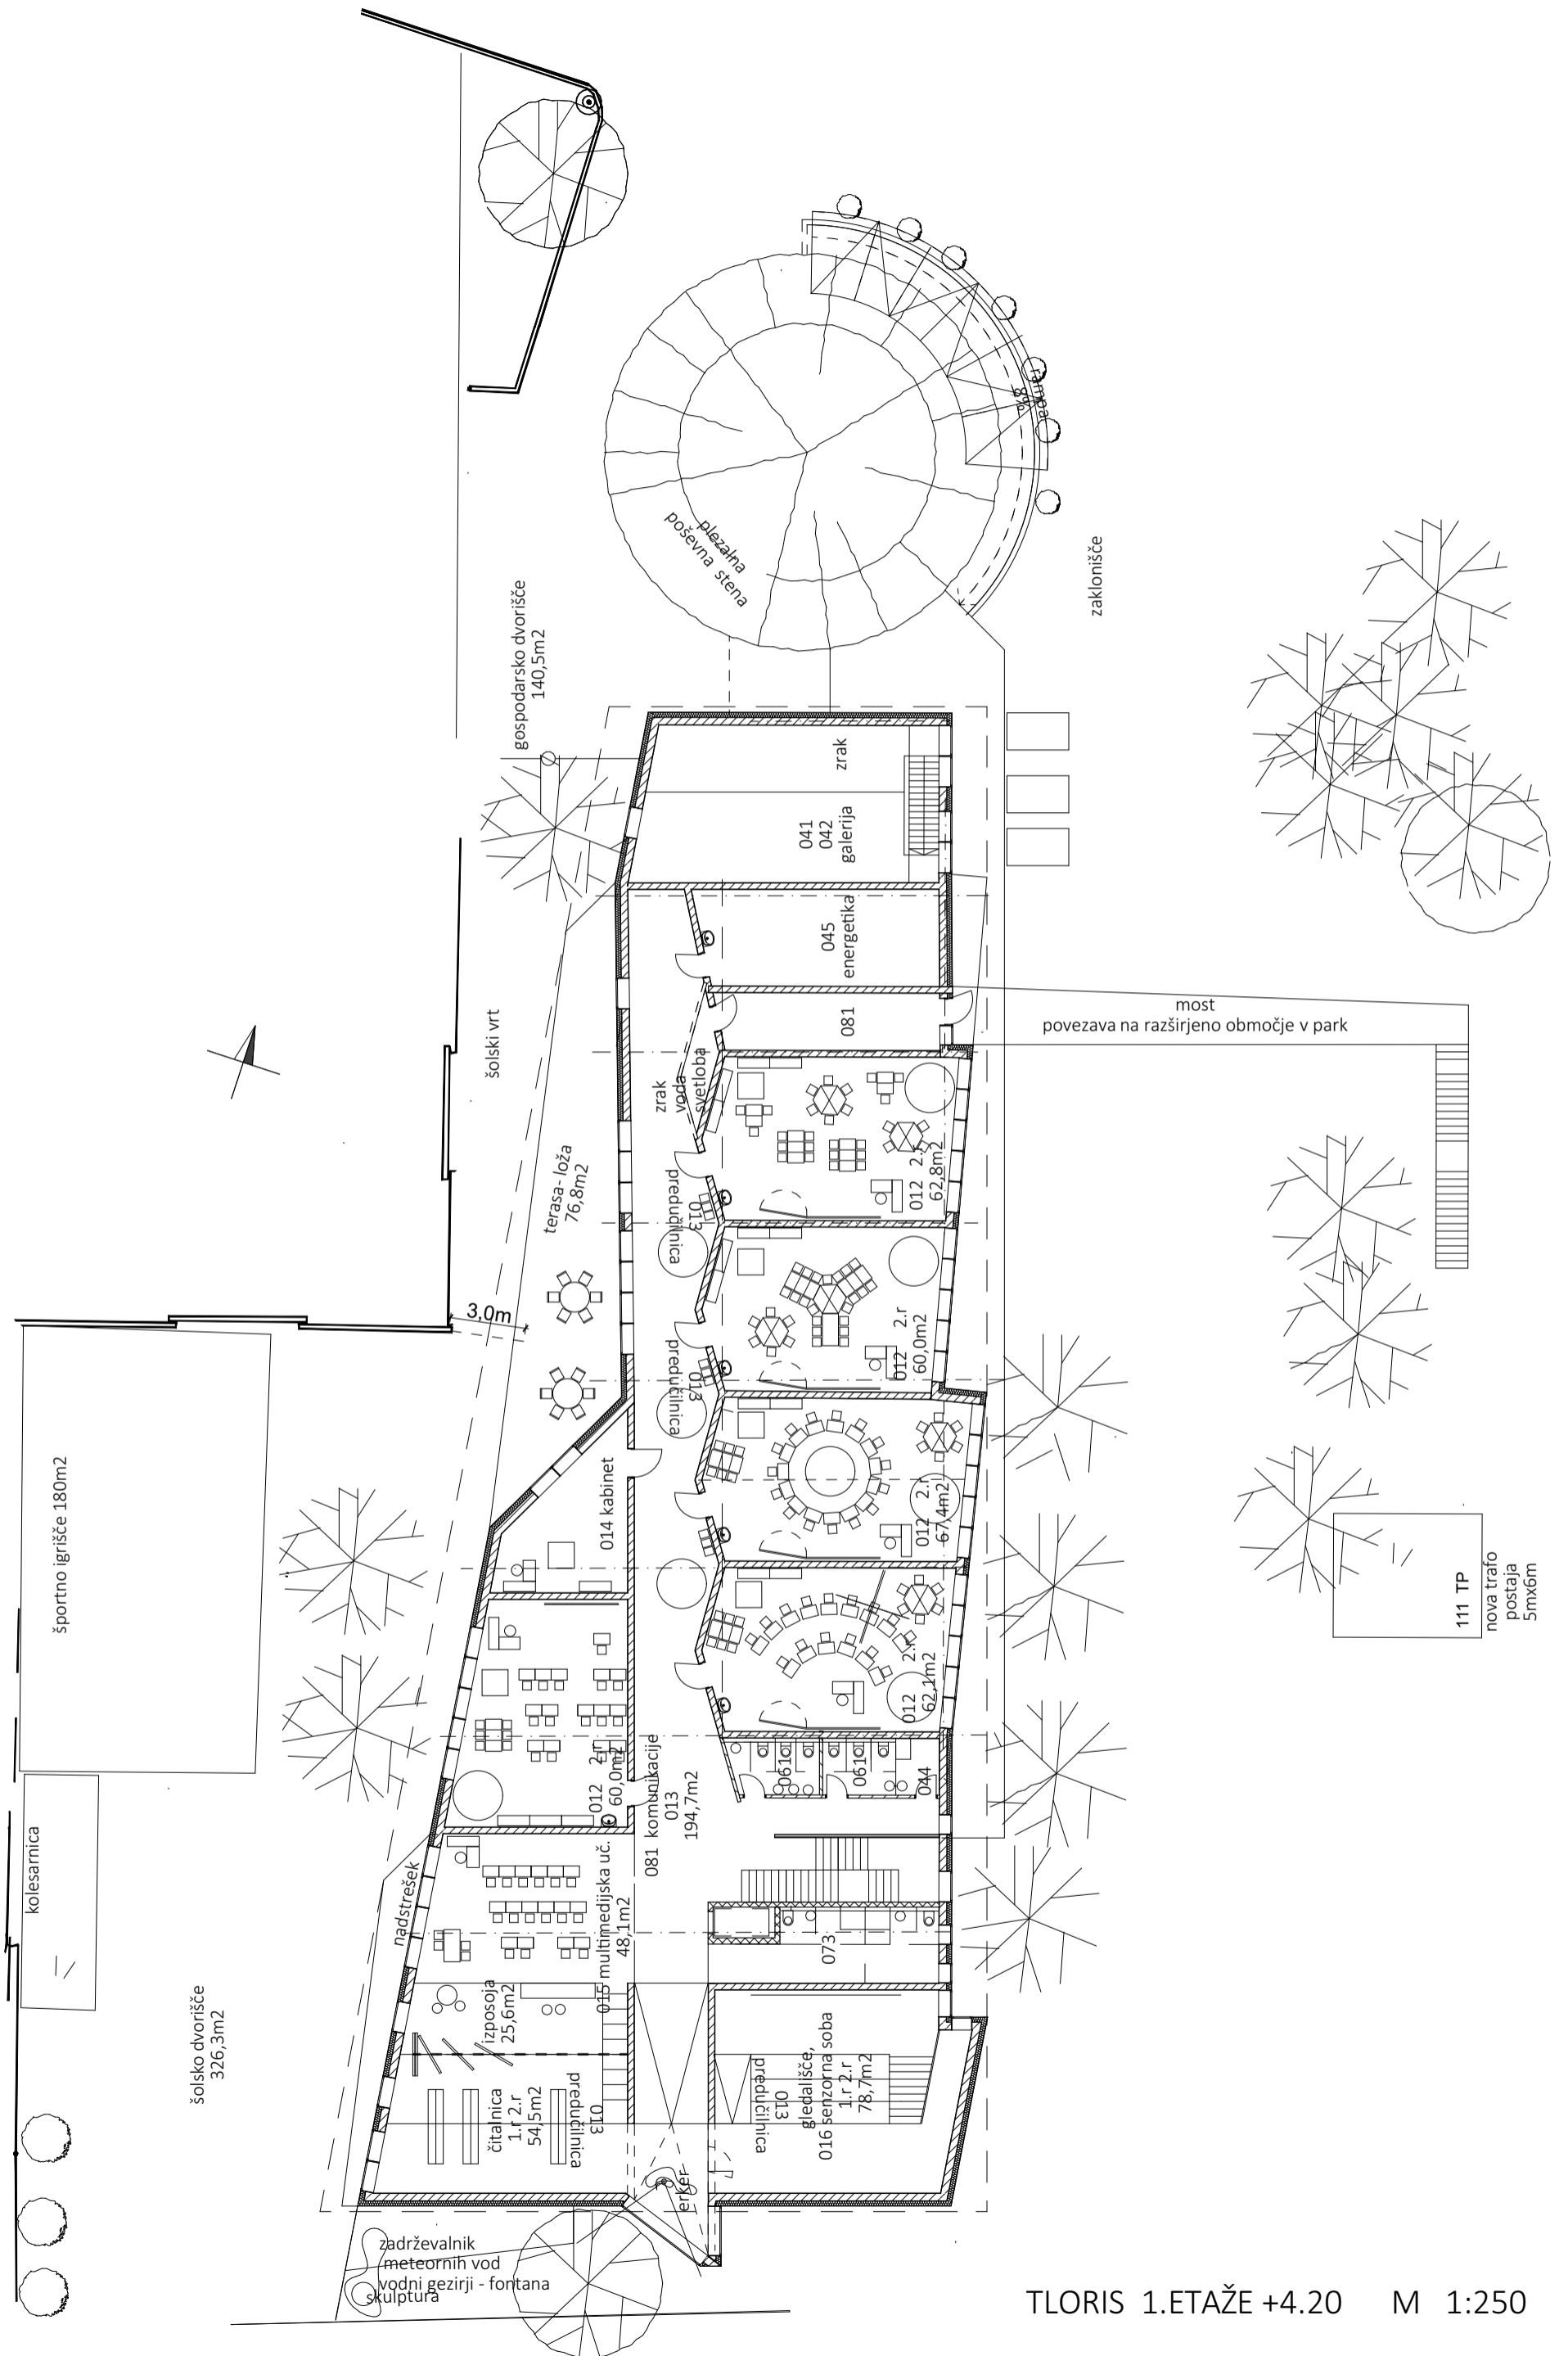 rampa
8%
plezalna
poševna stena
zaklonišče
gospodarsko dvorišče
140,5m2
zrak
041
042
galerija
045
energetika
081
most
povezava na razširjeno območje v park
šolski vrt
zrak
voda
svetloba
terasa- loža
76,8m2
013
predučilnica
012 2.r
62,8m2
3,0m
013
predučilnica
012 2.r
60,0m2
014 kabinet
012 2.r
67,4m2
športno igrišče 180m2
111 TP
nova trafo
postaja
5mx6m
012 2.r
62,1m2
012 2.r
60,0m2
081 komunikacije
013
194,7m2
061
061
044
kolesarnica
nadstrešek
015 multimedijska uč.
48,1m2
073
šolsko dvorišče
326,3m2
izposoja
25,6m2
čitalnica
1.r 2.r
54,5m2
013
predučilnica
013
predučilnica
gledališče,
016 senzorna soba
1.r 2.r
78,7m2
erker
zadrževalnik
meteornih vod
vodni gezirji - fontana
skulptura
TLORIS 1.ETAŽE +4.20 M 1:250